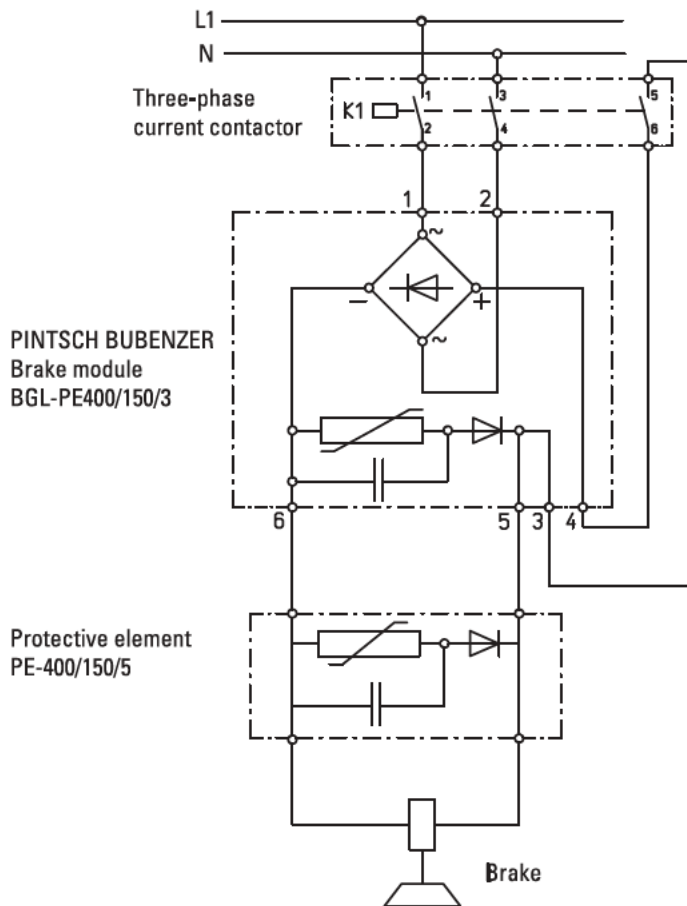 L1
N
Three-phase
current contactor
K1
1
2
3
4
5
6
1
2
~
−
+
~
PINTSCH BUBENZER
Brake module
BGL-PE400/150/3
6
5
3
4
Protective element
PE-400/150/5
Brake